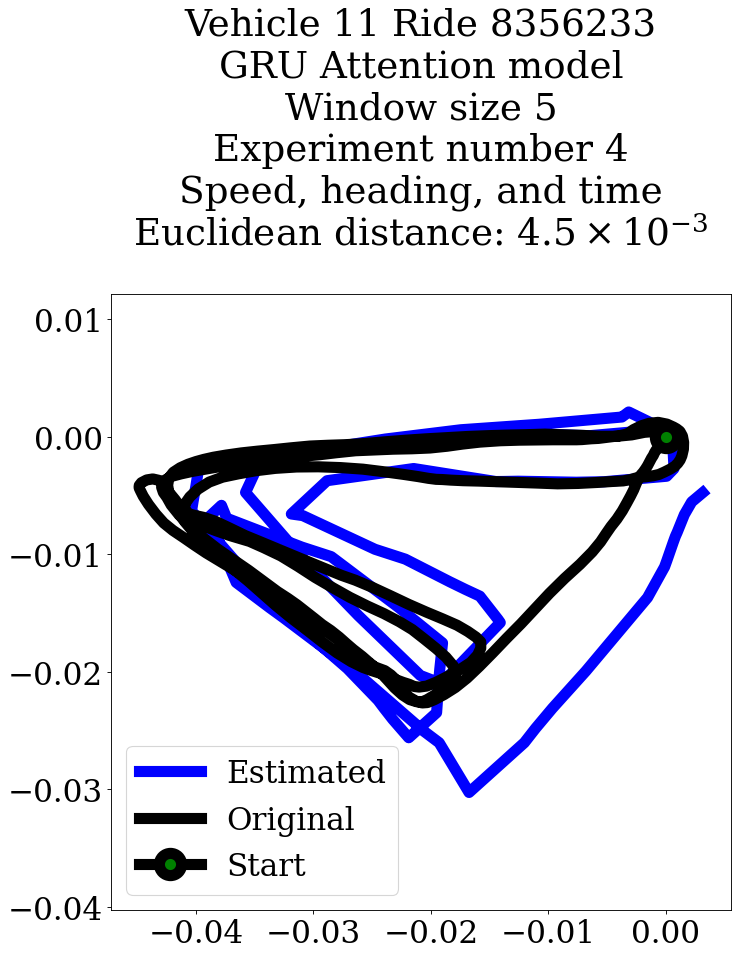 Vehicle 11 Ride 8356233
GRU Attention model
Window size 5
Experiment number 4
Speed, heading, and time
Euclidean distance: 4.5 × 10⁻³
0.01
0.00
−0.01
−0.02
−0.03
−0.04
Estimated
Original
Start
−0.04 −0.03 −0.02 −0.01 0.00